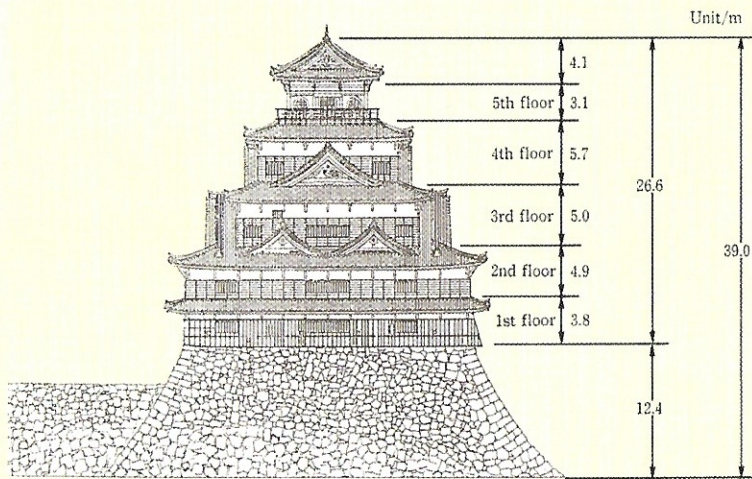 Unit/m
4.1
5th floor 3.1
4th floor 5.7
26.6
3rd floor 5.0
39.0
2nd floor 4.9
1st floor 3.8
12.4